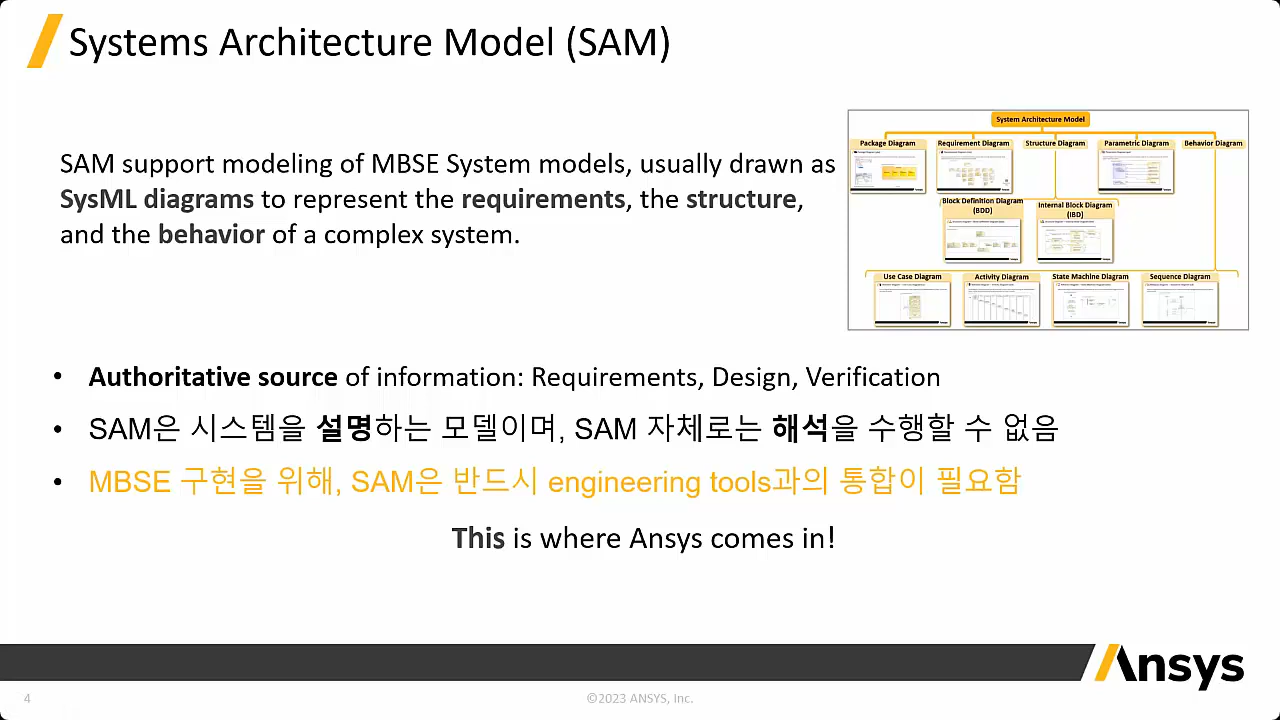 Systems Architecture Model (SAM)
SAM support modeling of MBSE System models, usually drawn as
SysML diagrams to represent the requirements, the structure,
and the behavior of a complex system.
System Architecture Model
Package Diagram
Requirement Diagram
Structure Diagram
Parametric Diagram
Behavior Diagram
Block Definition Diagram
(BDD)
Internal Block Diagram
(IBD)
Use Case Diagram
Activity Diagram
State Machine Diagram
Sequence Diagram
• Authoritative source of information: Requirements, Design, Verification
• SAM은 시스템을 설명하는 모델이며, SAM 자체로는 해석을 수행할 수 없음
• MBSE 구현을 위해, SAM은 반드시 engineering tools과의 통합이 필요함
This is where Ansys comes in!
Ansys
4
©2023 ANSYS, Inc.